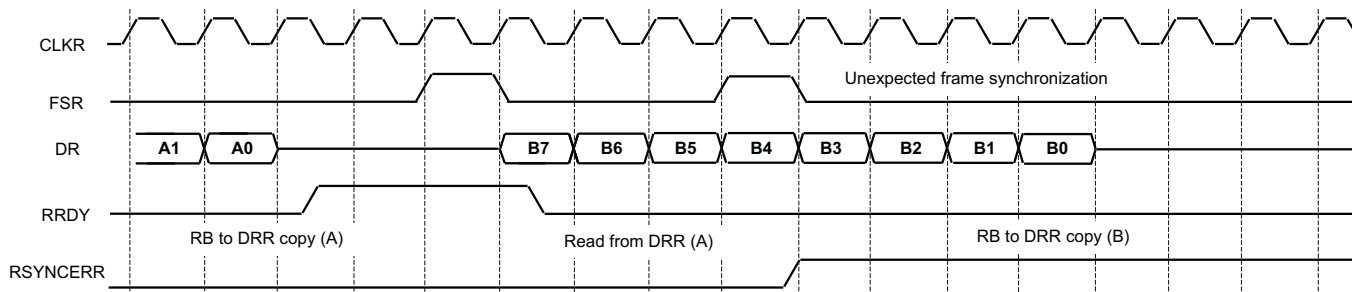 CLKR
Unexpected frame synchronization
FSR
DR A1 A0 B7 B6 B5 B4 B3 B2 B1 B0
RRDY
RB to DRR copy (A) Read from DRR (A) RB to DRR copy (B)
RSYNCERR